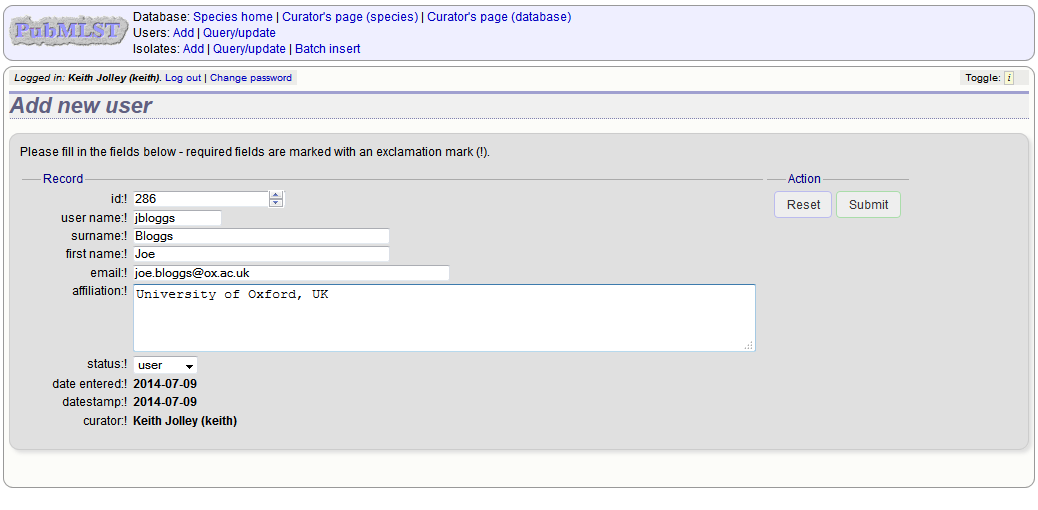 PubMLST
Database: Species home | Curator's page (species) | Curator's page (database)
Users: Add | Query/update
Isolates: Add | Query/update | Batch insert
Logged in: Keith Jolley (keith). Log out | Change password
Toggle: i
Add new user
Please fill in the fields below - required fields are marked with an exclamation mark (!).
Record
Action
id:! 286
Reset Submit
user name:! jbloggs
surname:! Bloggs
first name:! Joe
email:! joe.bloggs@ox.ac.uk
affiliation:! University of Oxford, UK
status:! user
date entered:! 2014-07-09
datestamp:! 2014-07-09
curator:! Keith Jolley (keith)